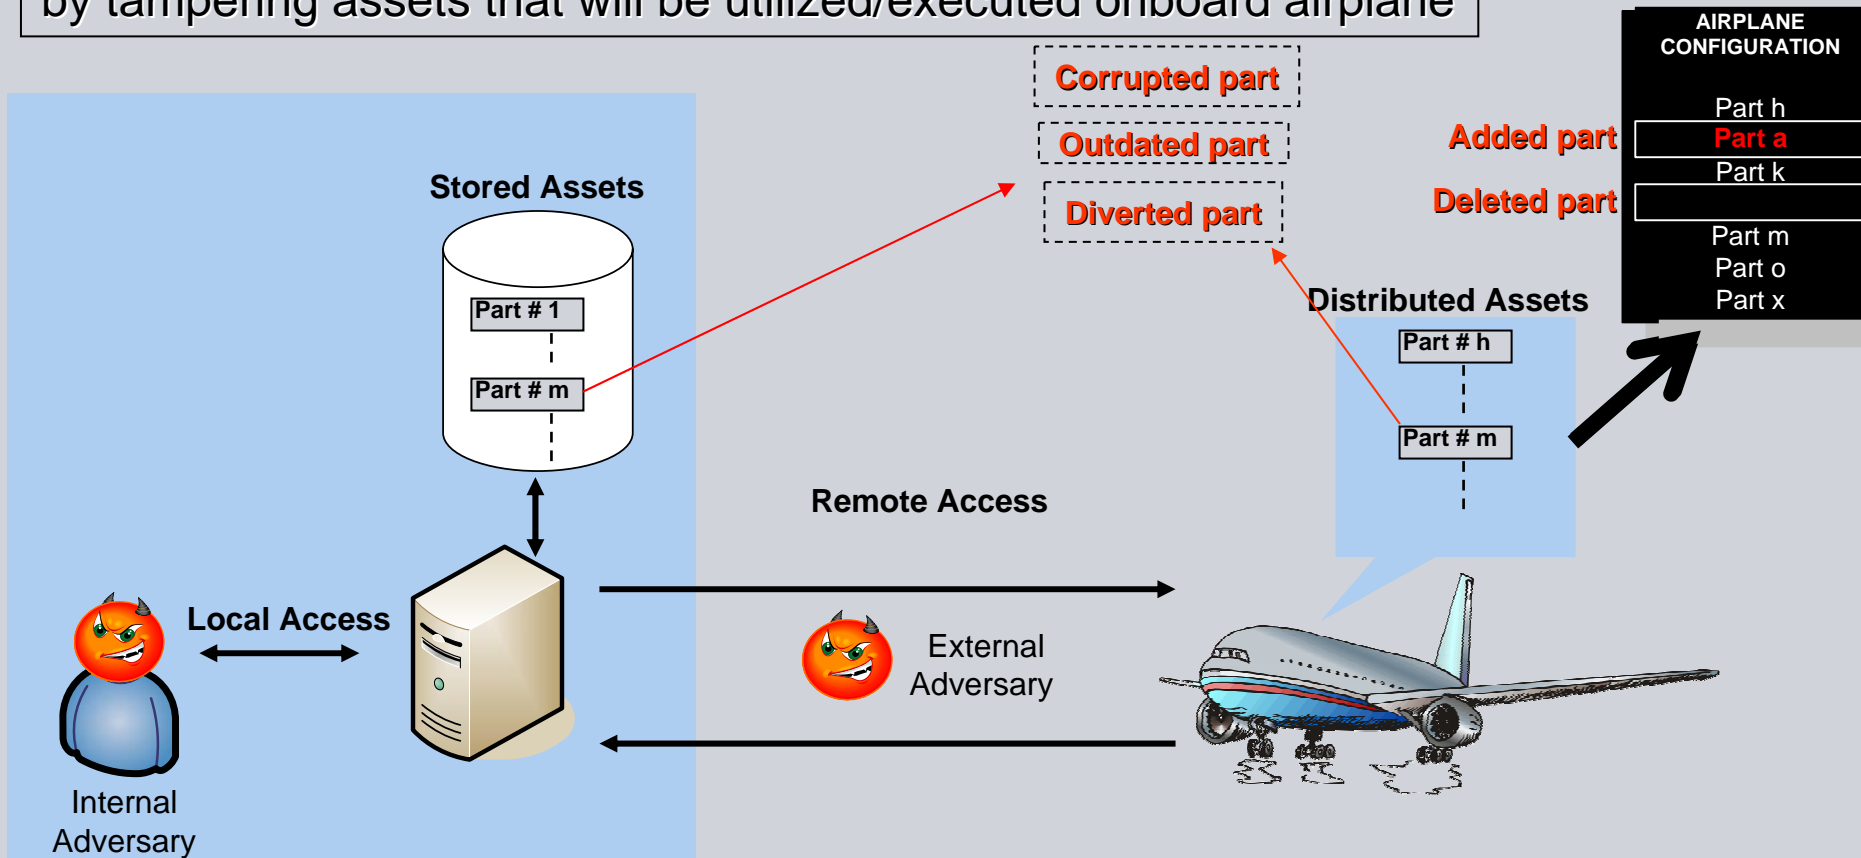 by tampering assets that will be utilized/executed onboard airplane
AIRPLANE
CONFIGURATION
Part h
Part a
Part k
Part m
Part o
Part x
Added part
Deleted part
Corrupted part
Outdated part
Diverted part
Stored Assets
Part # 1
Part # m
Distributed Assets
Part # h
Part # m
Remote Access
Local Access
External
Adversary
Internal
Adversary